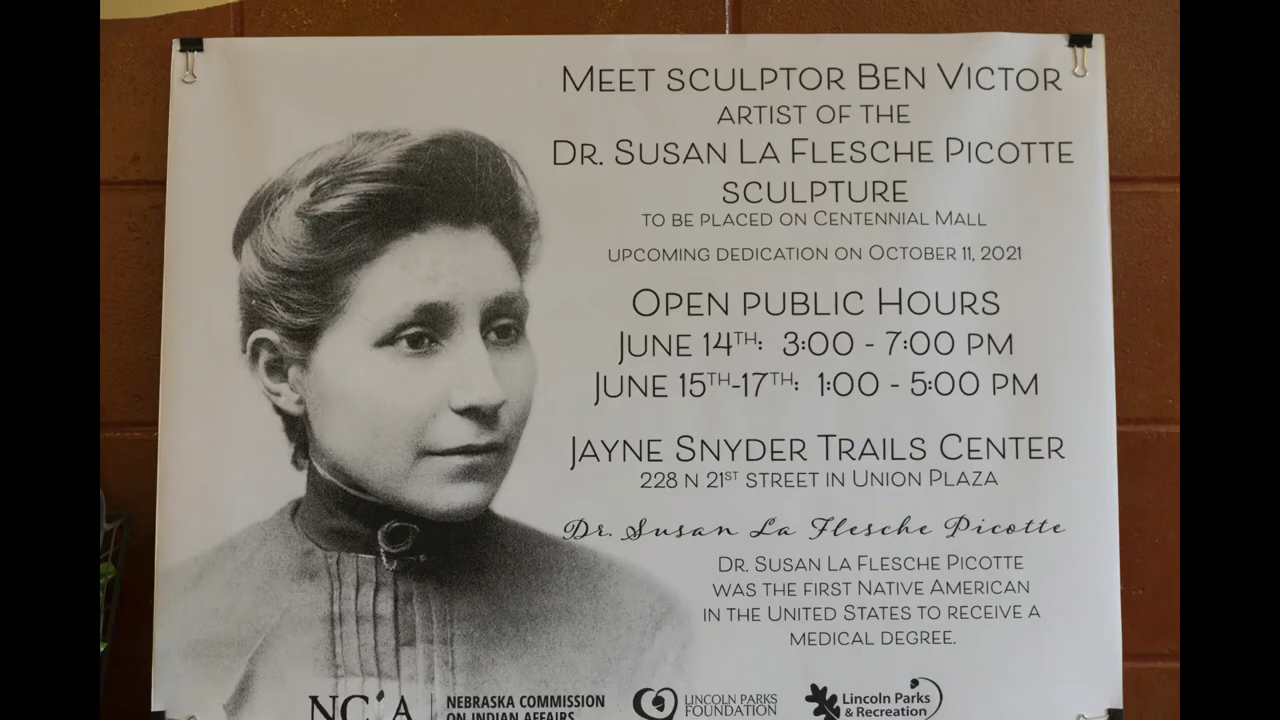 MEET SCULPTOR BEN VICTOR
ARTIST OF THE
DR. SUSAN LA FLESCHE PICOTTE
SCULPTURE
TO BE PLACED ON CENTENNIAL MALL
UPCOMING DEDICATION ON OCTOBER 11, 2021
OPEN PUBLIC HOURS
JUNE 14TH: 3:00 - 7:00 PM
JUNE 15TH-17TH: 1:00 - 5:00 PM
JAYNE SNYDER TRAILS CENTER
228 N 21ST STREET IN UNION PLAZA
Dr. Susan La Flesche Picotte
DR. SUSAN LA FLESCHE PICOTTE
WAS THE FIRST NATIVE AMERICAN
IN THE UNITED STATES TO RECEIVE A
MEDICAL DEGREE.
NCIA
NEBRASKA COMMISSION
ON INDIAN AFFAIRS
LINCOLN PARKS
FOUNDATION
Lincoln Parks
& Recreation